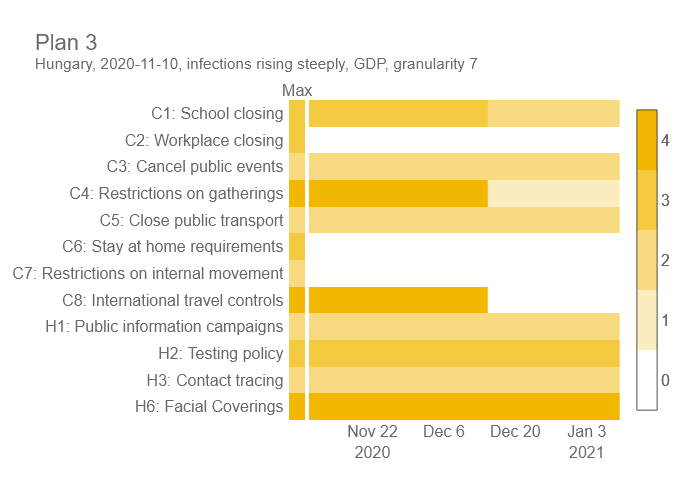 Plan 3
Hungary, 2020-11-10, infections rising steeply, GDP, granularity 7
Max
C1: School closing
C2: Workplace closing
C3: Cancel public events
C4: Restrictions on gatherings
C5: Close public transport
C6: Stay at home requirements
C7: Restrictions on internal movement
C8: International travel controls
H1: Public information campaigns
H2: Testing policy
H3: Contact tracing
H6: Facial Coverings
Nov 22 Dec 6 Dec 20 Jan 3
2020 2021
4
3
2
1
0